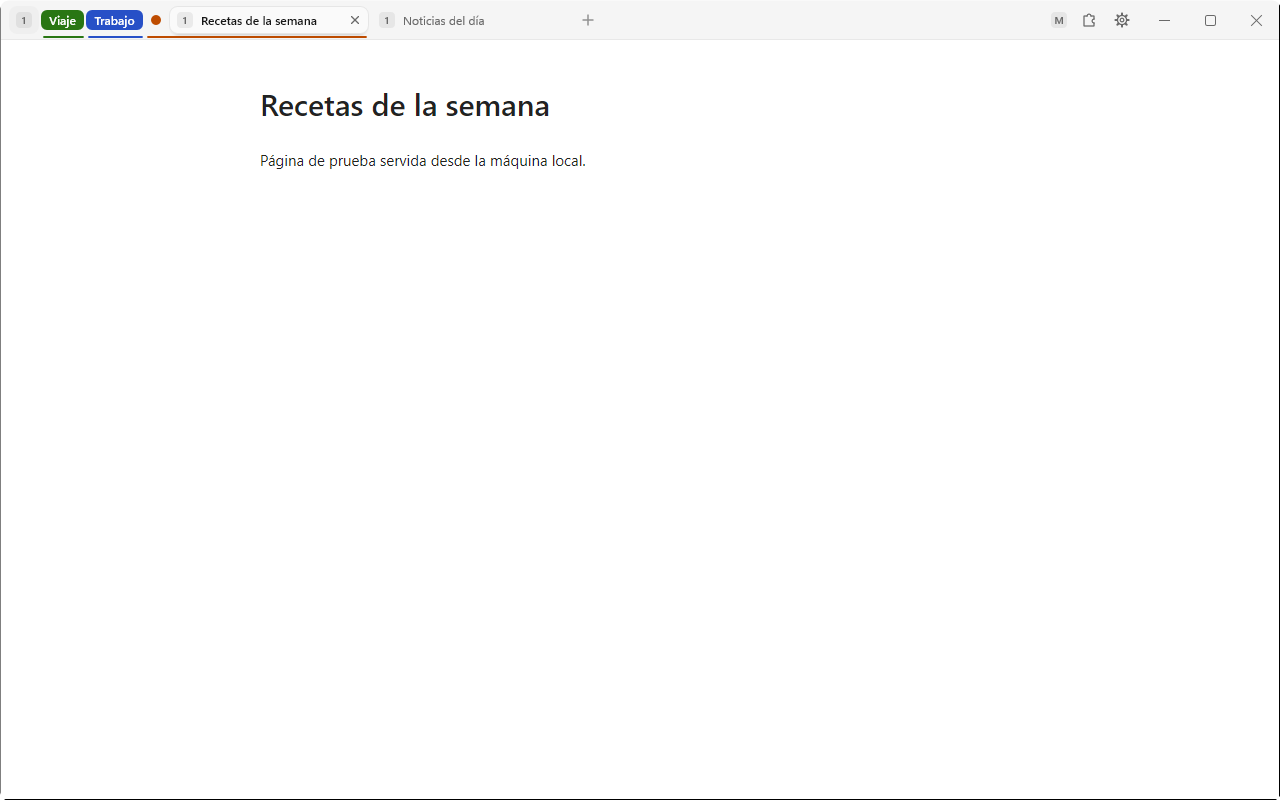 1 Viaje Trabajo 1 Recetas de la semana 1 Noticias del día M
Recetas de la semana
Página de prueba servida desde la máquina local.